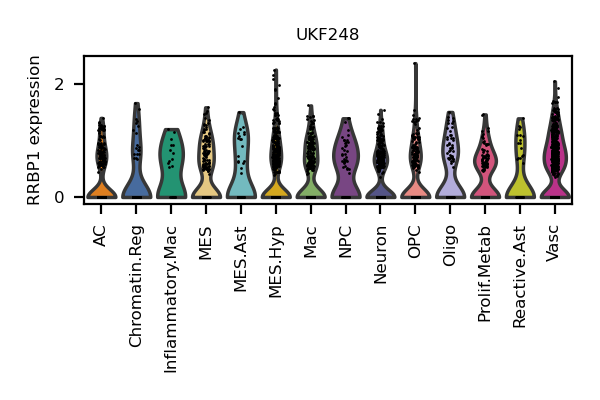 UKF248
RRBP1 expression
2
0
AC
Chromatin.Reg
Inflammatory.Mac
MES
MES.Ast
MES.Hyp
Mac
NPC
Neuron
OPC
Oligo
Prolif.Metab
Reactive.Ast
Vasc